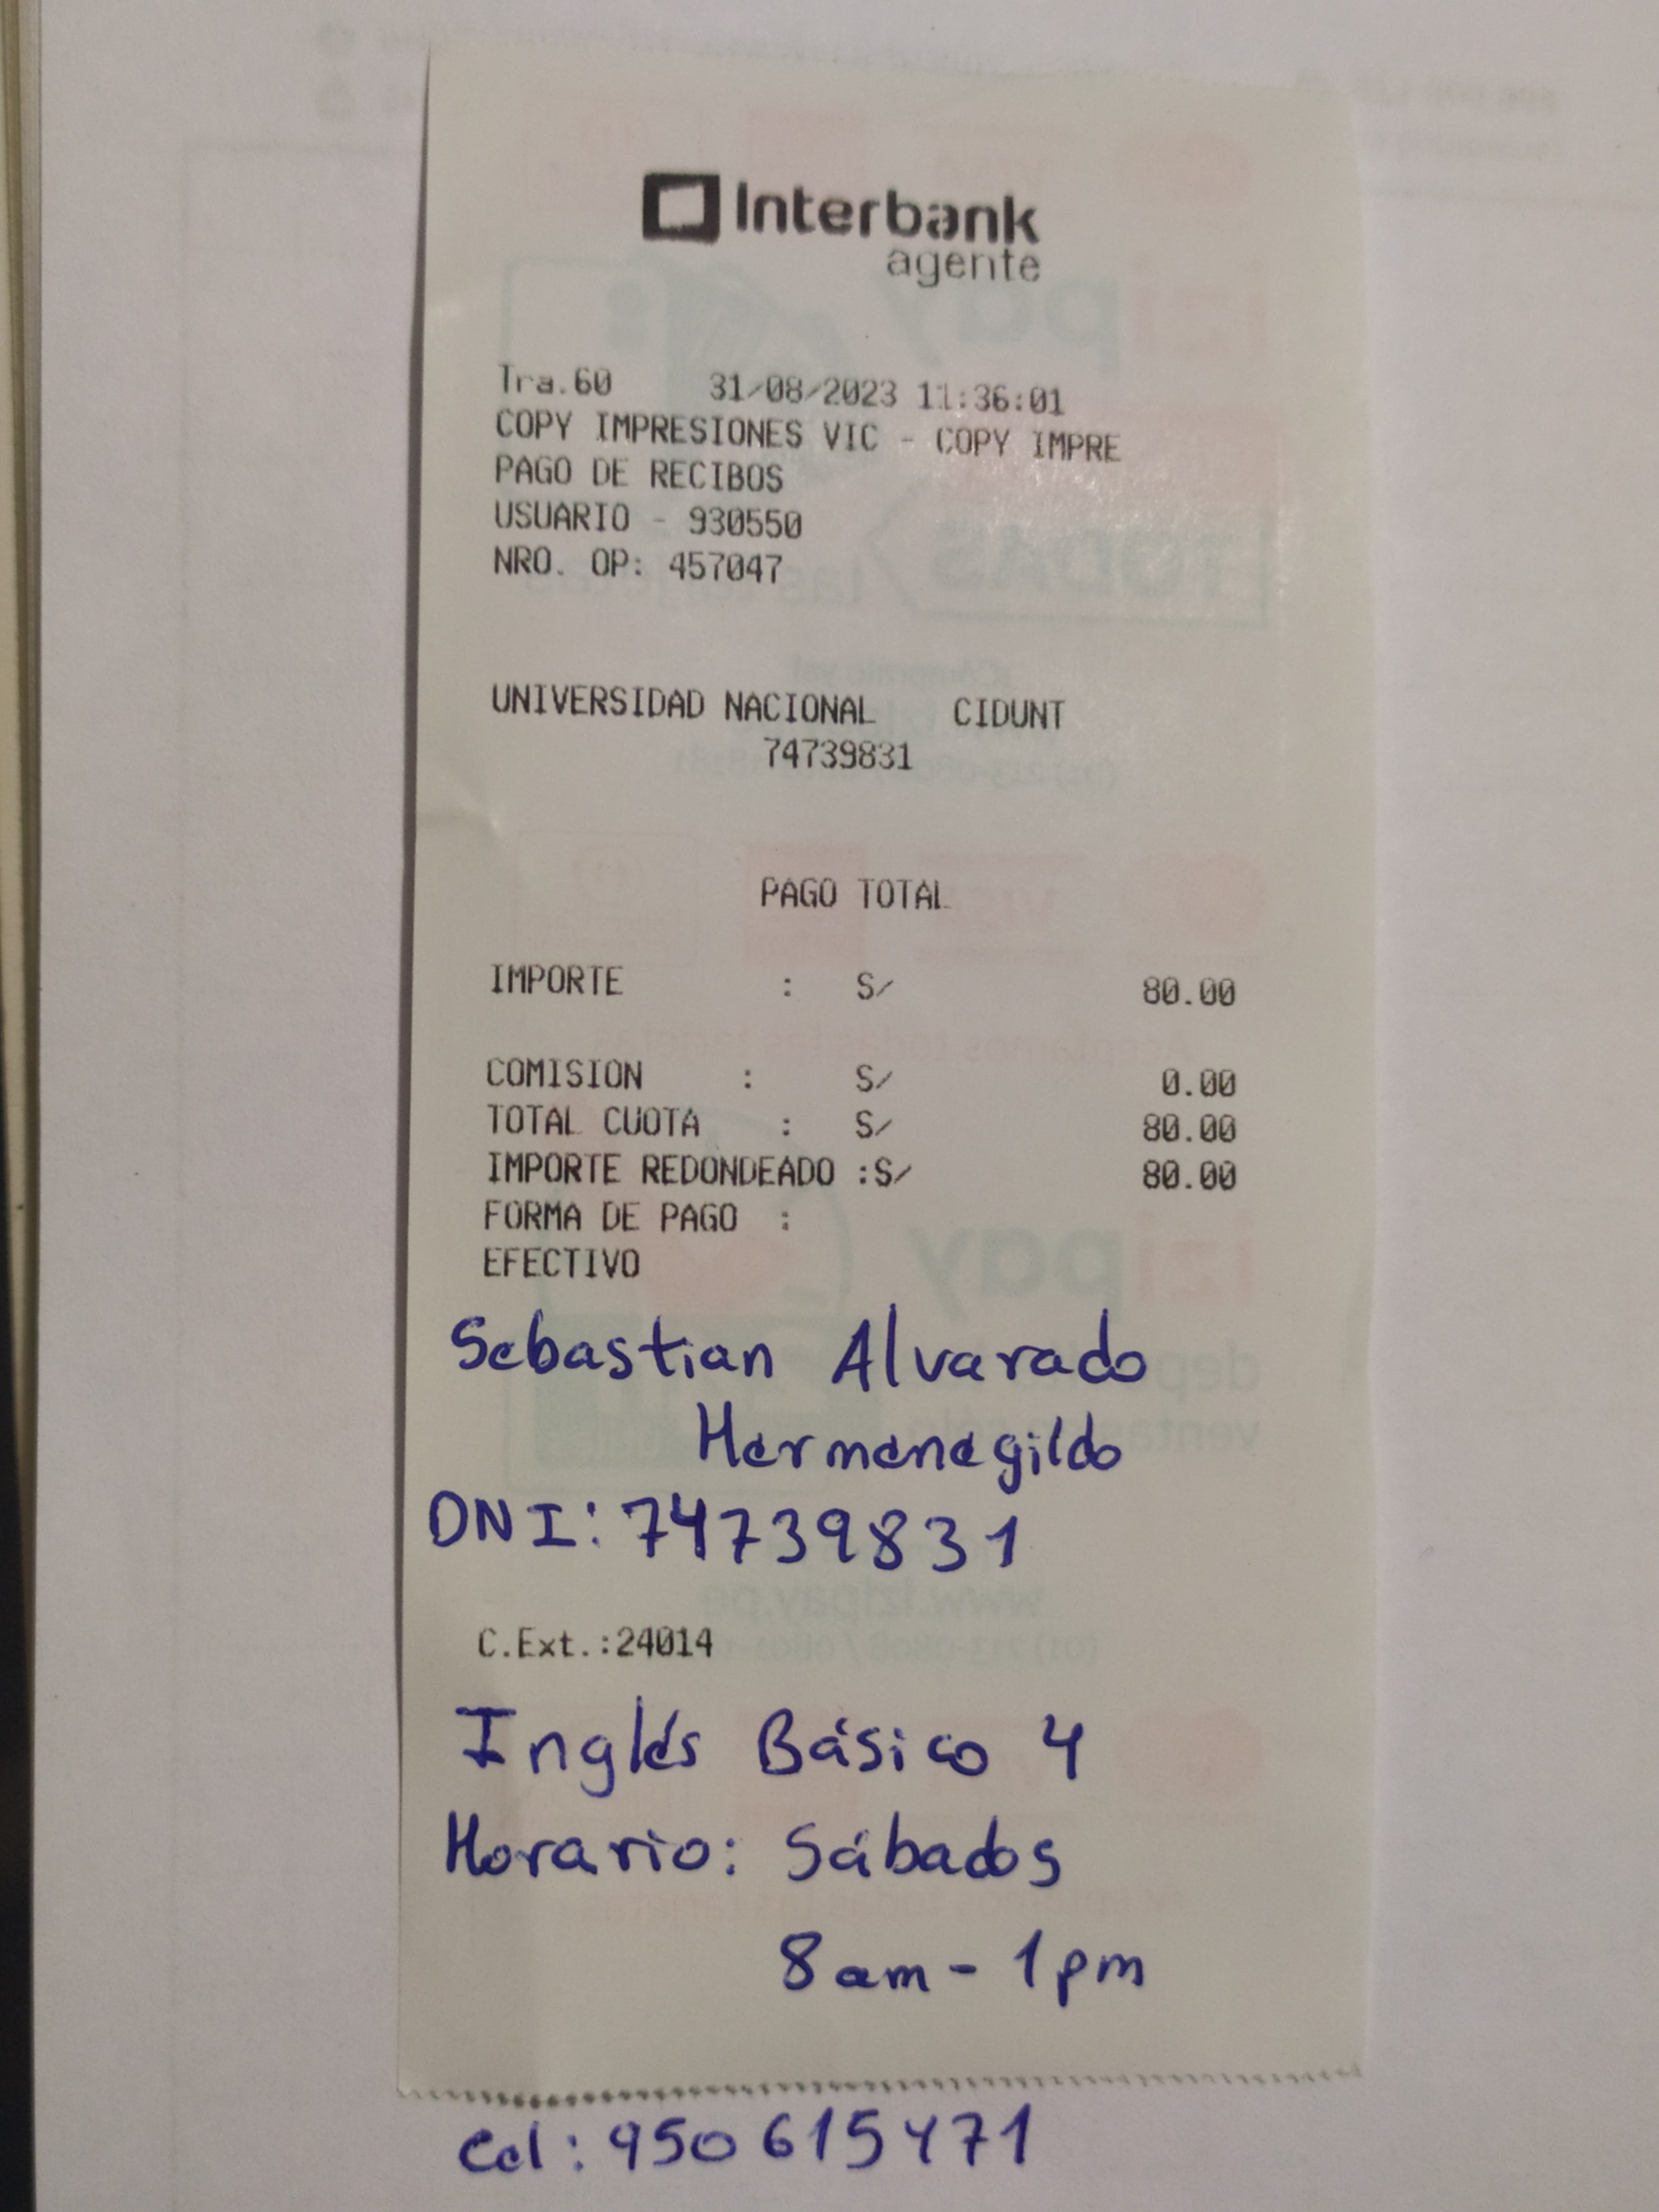 Interbank
agente
Tra.60 31/08/2023 11:36:01
COPY IMPRESIONES VIC - COPY IMPRE
PAGO DE RECIBOS
USUARIO - 930550
NRO. OP: 457047
UNIVERSIDAD NACIONAL CIDUNT
74739831
PAGO TOTAL
IMPORTE : S/ 80.00
COMISION : S/ 0.00
TOTAL CUOTA : S/ 80.00
IMPORTE REDONDEADO :S/ 80.00
FORMA DE PAGO :
EFECTIVO
Sebastian Alvarado
Hermenegildo
DNI: 74739831
C.Ext.:24014
Inglés Básico 4
Horario: Sábados
8am - 1pm
Cel: 950615471